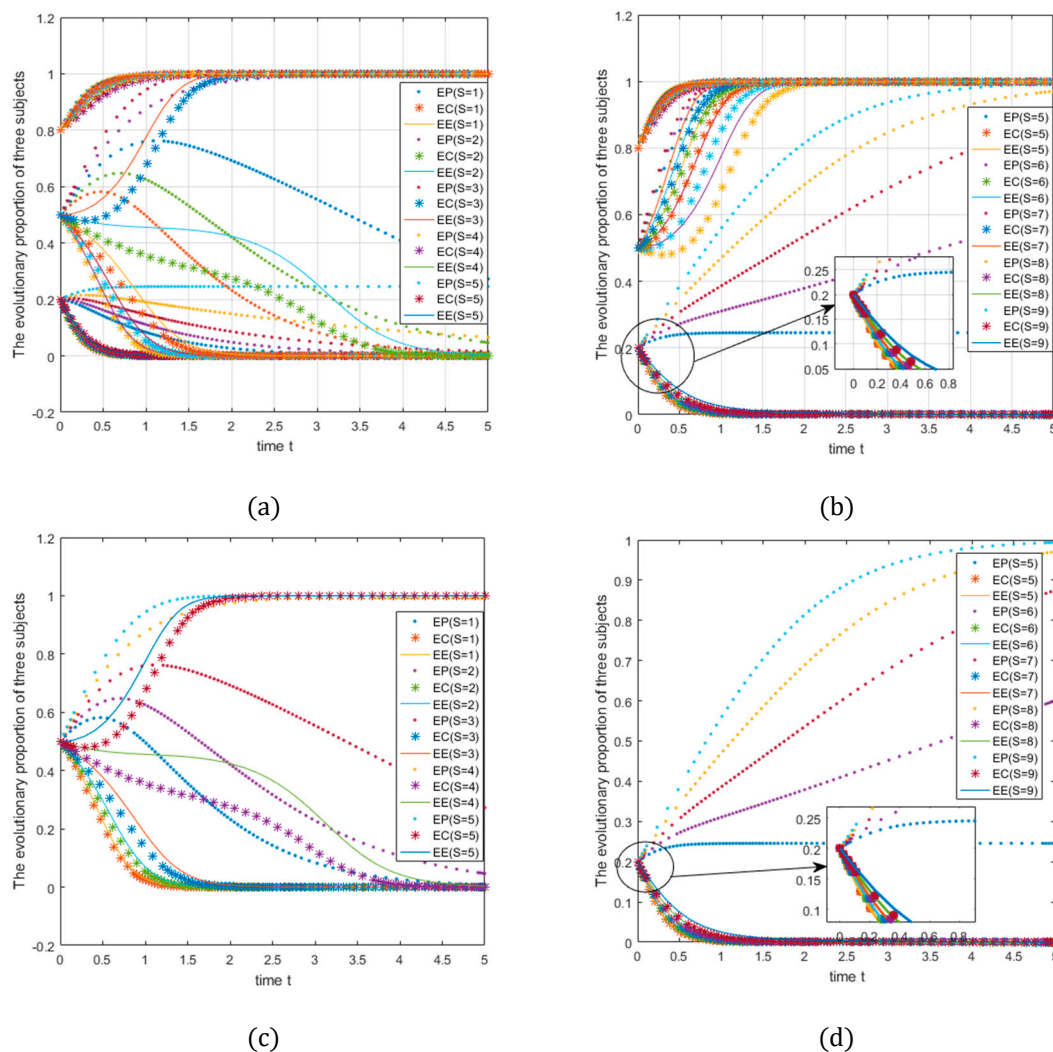 1.2
1
0.8
0.6
0.4
0.2
0
-0.2
The evolutionary proportion of three subjects
0 0.5 1 1.5 2 2.5 3 3.5 4 4.5 5
time t
EP(S=1)
EC(S=1)
EE(S=1)
EP(S=2)
EC(S=2)
EE(S=2)
EP(S=3)
EC(S=3)
EE(S=3)
EP(S=4)
EC(S=4)
EE(S=4)
EP(S=5)
EC(S=5)
EE(S=5)
(a)
1.2
1
0.8
0.6
0.4
0.2
0
The evolutionary proportion of three subjects
0 0.5 1 1.5 2 2.5 3 3.5 4 4.5 5
time t
EP(S=5)
EC(S=5)
EE(S=5)
EP(S=6)
EC(S=6)
EE(S=6)
EP(S=7)
EC(S=7)
EE(S=7)
EP(S=8)
EC(S=8)
EE(S=8)
EP(S=9)
EC(S=9)
EE(S=9)
0.25
0.2
0.15
0.1
0.05
0 0.2 0.4 0.6 0.8
(b)
1.2
1
0.8
0.6
0.4
0.2
0
-0.2
The evolutionary proportion of three subjects
0 0.5 1 1.5 2 2.5 3 3.5 4 4.5 5
time t
EP(S=1)
EC(S=1)
EE(S=1)
EP(S=2)
EC(S=2)
EE(S=2)
EP(S=3)
EC(S=3)
EE(S=3)
EP(S=4)
EC(S=4)
EE(S=4)
EP(S=5)
EC(S=5)
EE(S=5)
(c)
1
0.9
0.8
0.7
0.6
0.5
0.4
0.3
0.2
0.1
0
The evolutionary proportion of three subjects
0 0.5 1 1.5 2 2.5 3 3.5 4 4.5 5
time t
EP(S=5)
EC(S=5)
EE(S=5)
EP(S=6)
EC(S=6)
EE(S=6)
EP(S=7)
EC(S=7)
EE(S=7)
EP(S=8)
EC(S=8)
EE(S=8)
EP(S=9)
EC(S=9)
EE(S=9)
0.25
0.2
0.15
0.1
0 0.2 0.4 0.6 0.8
(d)